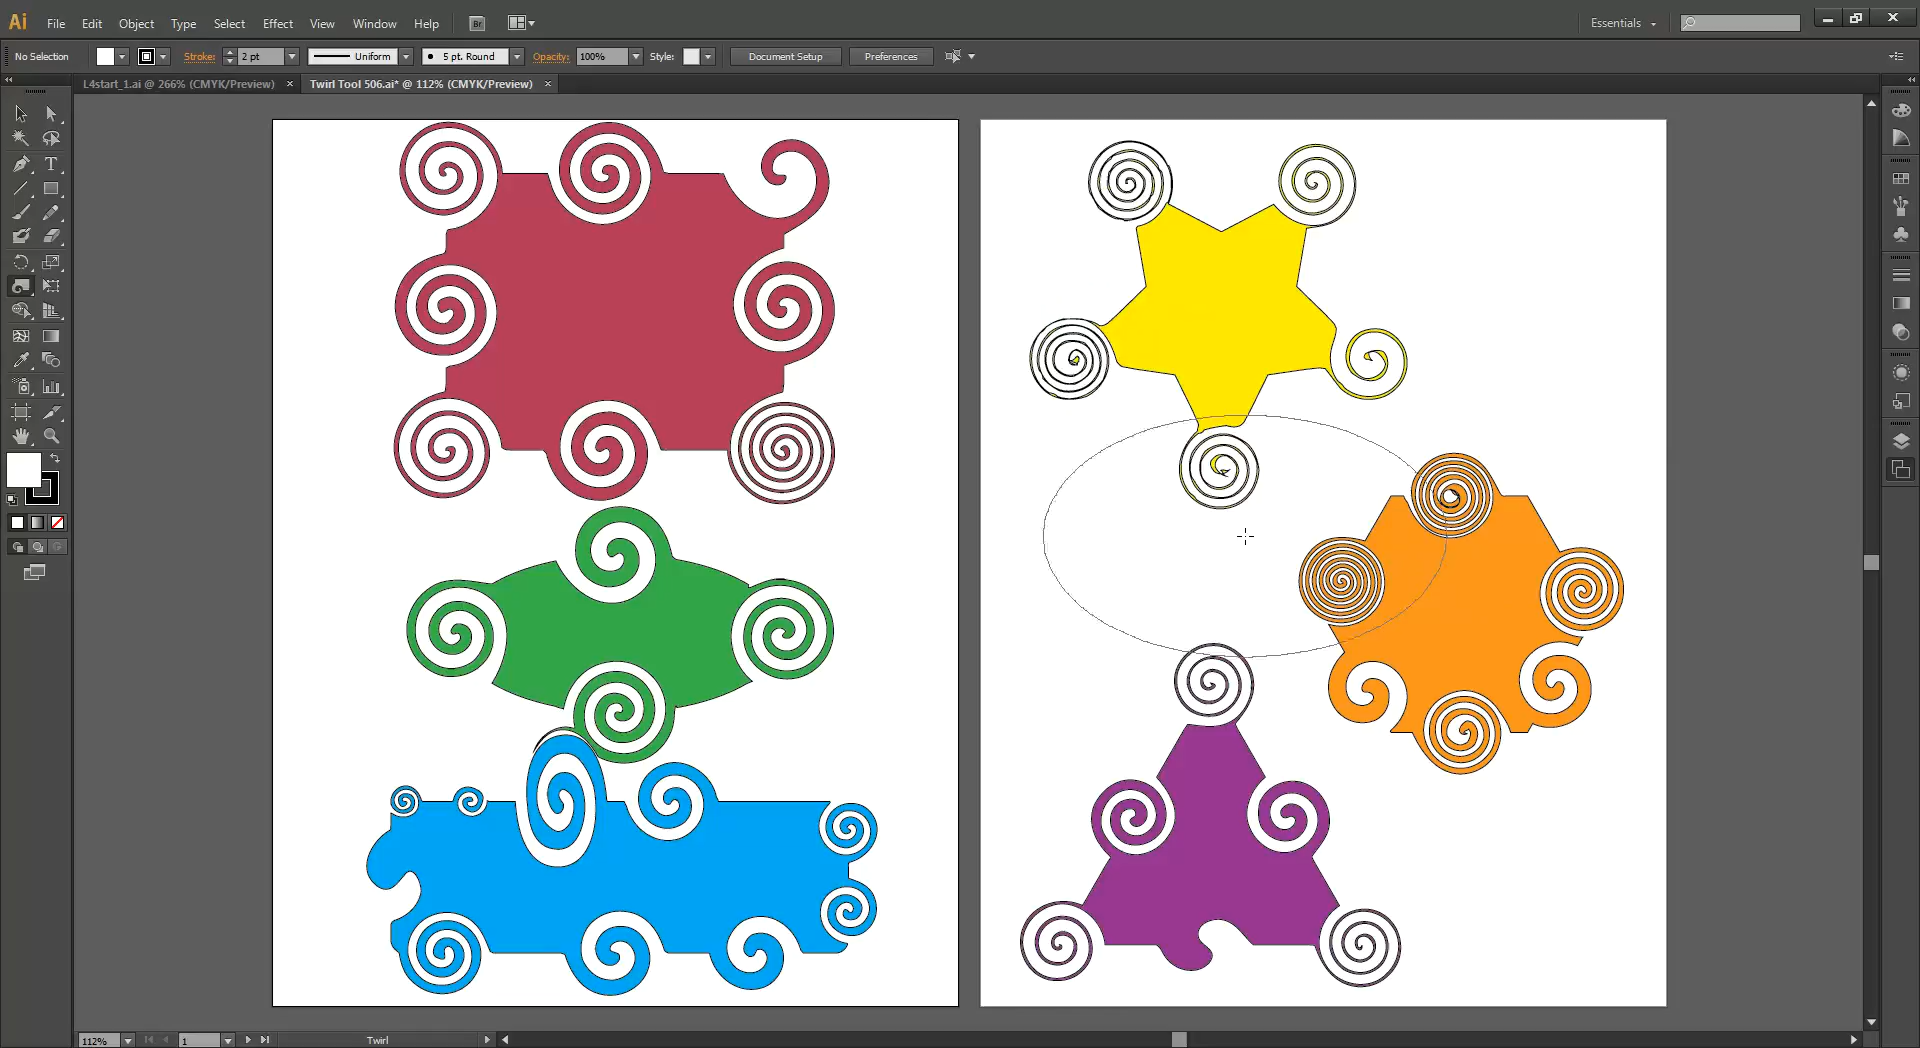 Ai File Edit Object Type Select Effect View Window Help Br Essentials
No Selection Stroke: 2 pt Uniform 5 pt. Round Opacity: 100% Style: Document Setup Preferences
L4start_1.ai @ 266% (CMYK/Preview) × Twirl Tool 506.ai* @ 112% (CMYK/Preview) ×
T
112% 1 Twirl